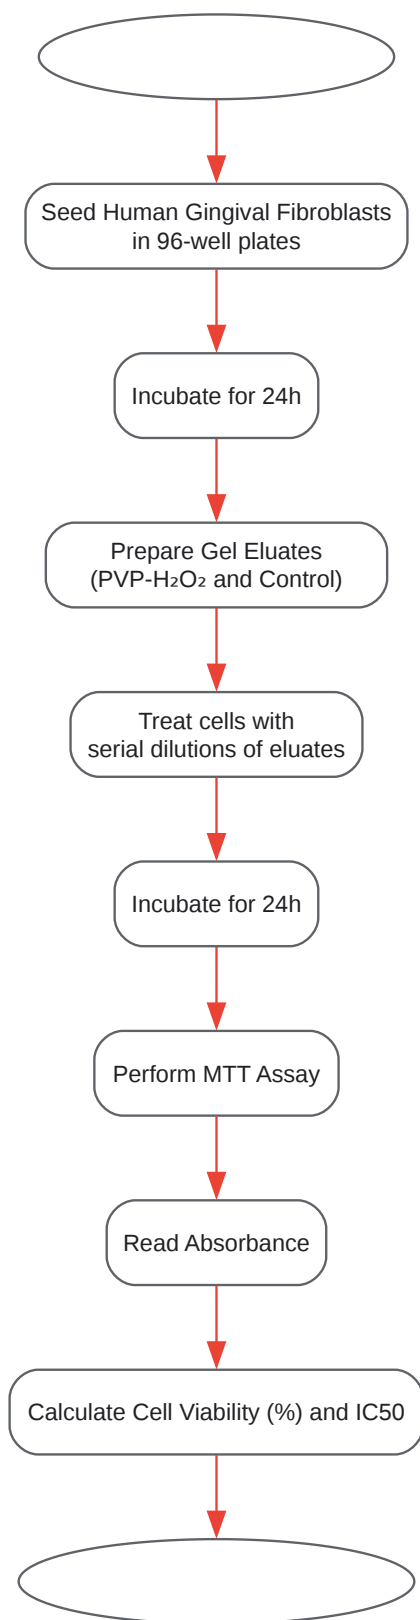 Seed Human Gingival Fibroblasts
in 96-well plates
Incubate for 24h
Prepare Gel Eluates
(PVP-H₂O₂ and Control)
Treat cells with
serial dilutions of eluates
Incubate for 24h
Perform MTT Assay
Read Absorbance
Calculate Cell Viability (%) and IC50